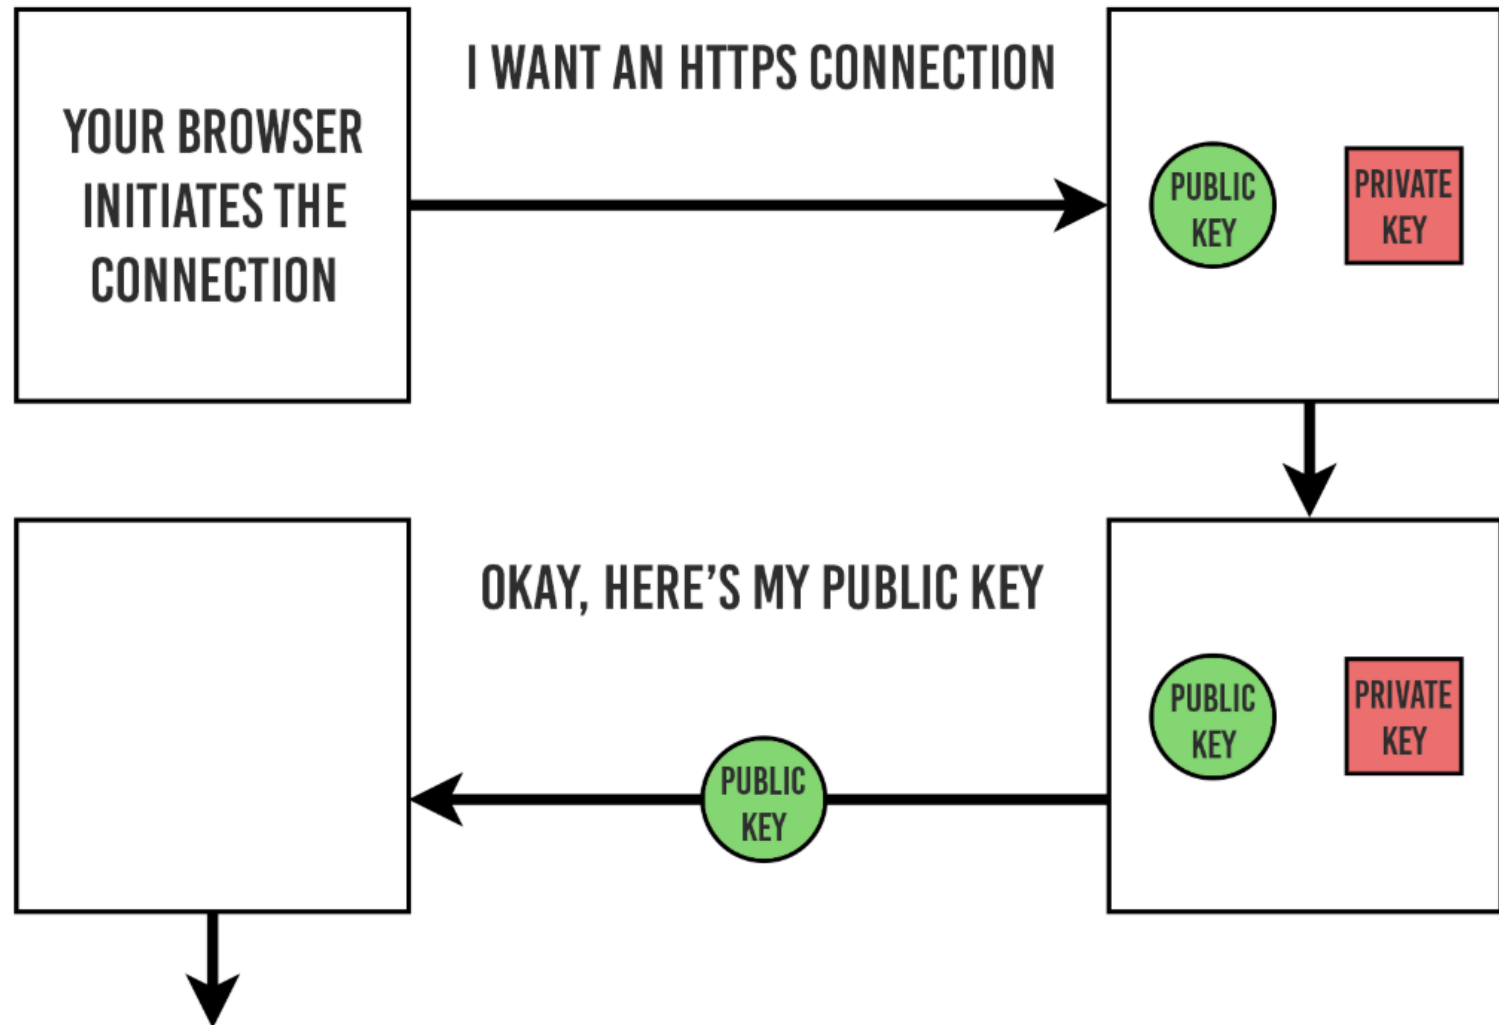 YOUR BROWSER
INITIATES THE
CONNECTION
I WANT AN HTTPS CONNECTION
PUBLIC
KEY
PRIVATE
KEY
OKAY, HERE'S MY PUBLIC KEY
PUBLIC
KEY
PUBLIC
KEY
PRIVATE
KEY